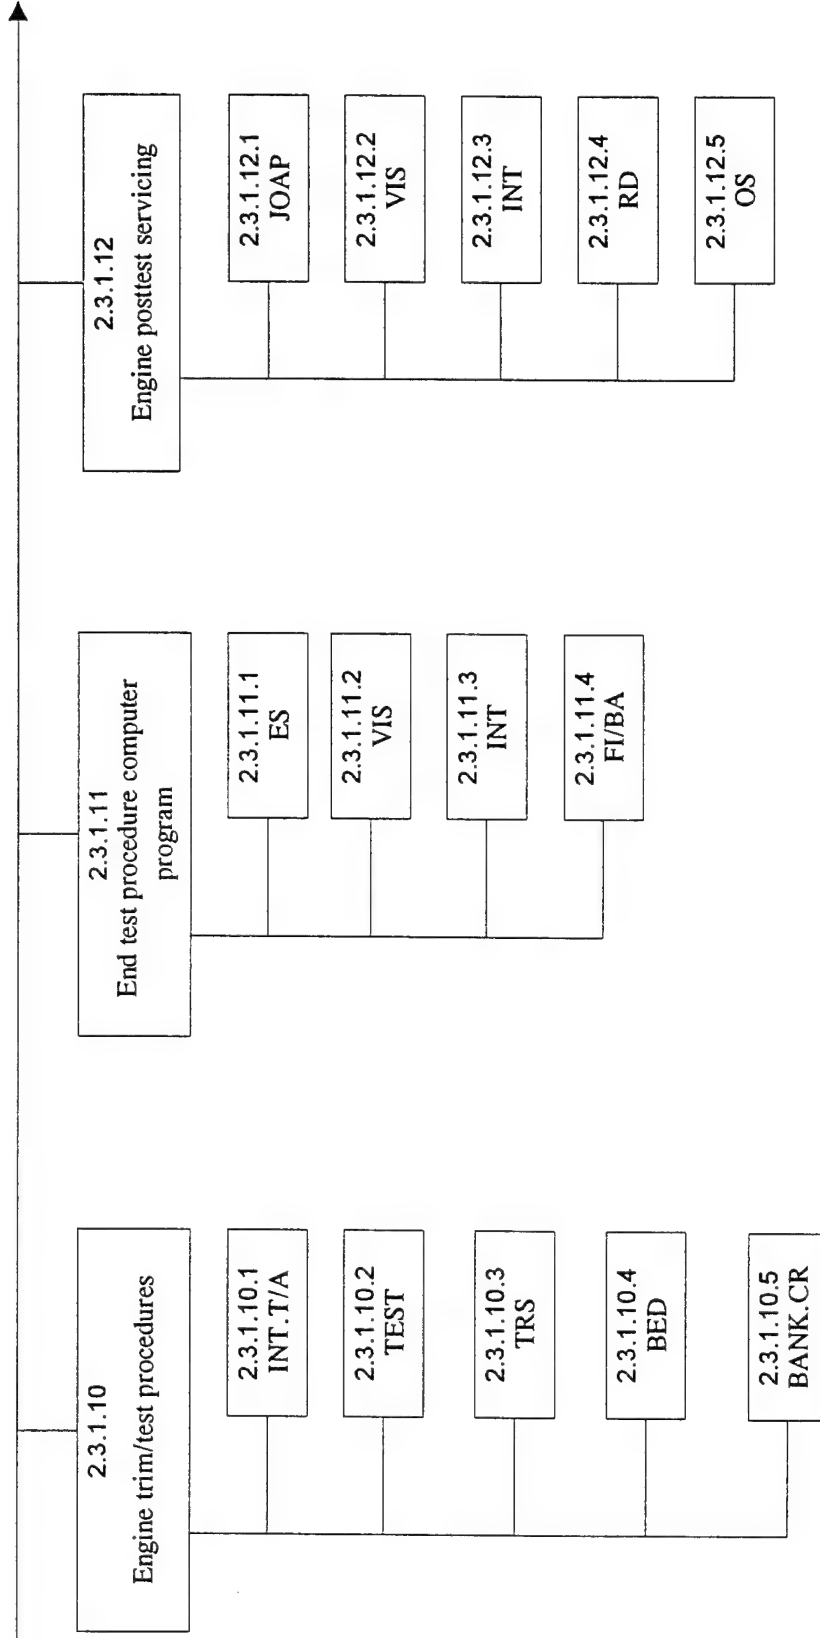 2.3.1.10
Engine trim/test procedures
2.3.1.10.1
INT.T/A
2.3.1.10.2
TEST
2.3.1.10.3
TRS
2.3.1.10.4
BED
2.3.1.10.5
BANK.CR
2.3.1.11
End test procedure computer
program
2.3.1.11.1
ES
2.3.1.11.2
VIS
2.3.1.11.3
INT
2.3.1.11.4
FI/BA
2.3.1.12
Engine posttest servicing
2.3.1.12.1
JOAP
2.3.1.12.2
VIS
2.3.1.12.3
INT
2.3.1.12.4
RD
2.3.1.12.5
OS